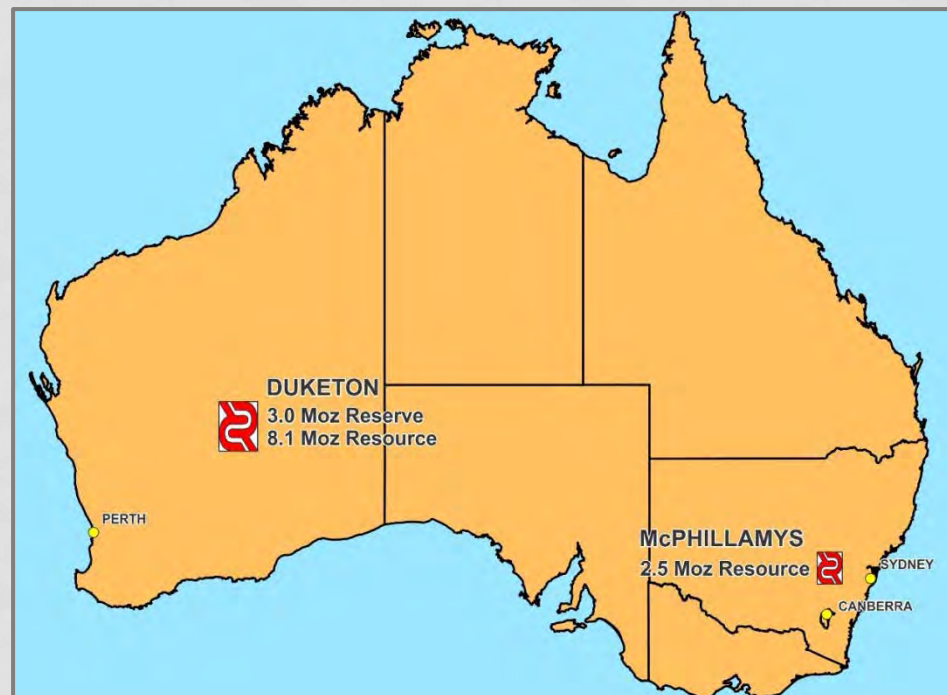 DUKETON
3.0 Moz Reserve
8.1 Moz Resource
PERTH
McPHILLAMYS
2.5 Moz Resource
SYDNEY
CANBERRA